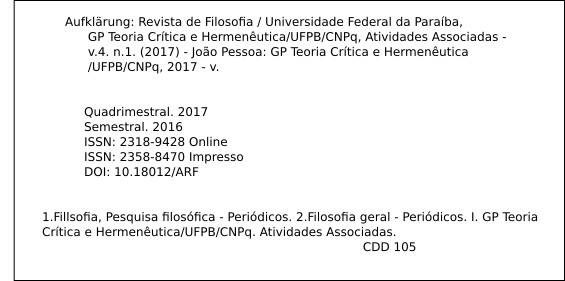 Aufklärung: Revista de Filosofia / Universidade Federal da Paraíba,
GP Teoria Crítica e Hermenêutica/UFPB/CNPq, Atividades Associadas -
v.4. n.1. (2017) - João Pessoa: GP Teoria Crítica e Hermenêutica
/UFPB/CNPq, 2017 - v.
Quadrimestral. 2017
Semestral. 2016
ISSN: 2318-9428 Online
ISSN: 2358-8470 Impresso
DOI: 10.18012/ARF
1.Fillsofia, Pesquisa filosófica - Periódicos. 2.Filosofia geral - Periódicos. I. GP Teoria
Crítica e Hermenêutica/UFPB/CNPq. Atividades Associadas.
CDD 105